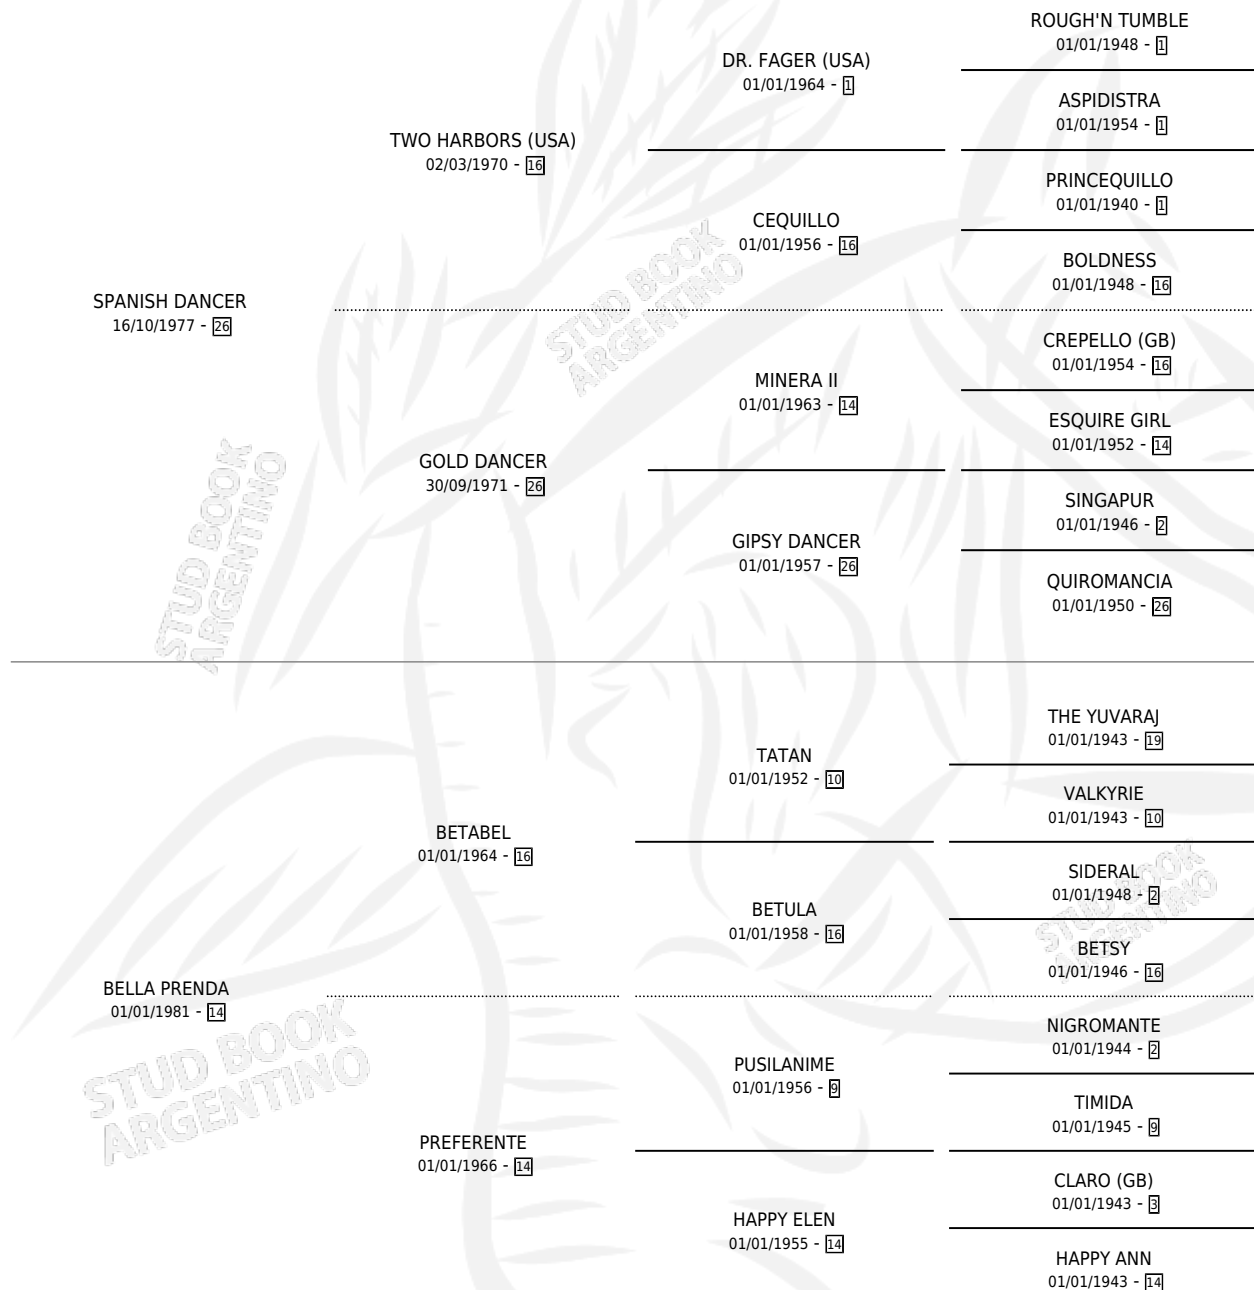 ROUGH'N TUMBLE
01/01/1948 - 1
DR. FAGER (USA)
01/01/1964 - 1
ASPIDISTRA
01/01/1954 - 1
TWO HARBORS (USA)
02/03/1970 - 16
PRINCEQUILLO
01/01/1940 - 1
CEQUILLO
01/01/1956 - 16
BOLDNESS
01/01/1948 - 16
SPANISH DANCER
16/10/1977 - 26
CREPELLO (GB)
01/01/1954 - 16
MINERA II
01/01/1963 - 14
ESQUIRE GIRL
01/01/1952 - 14
GOLD DANCER
30/09/1971 - 26
SINGAPUR
01/01/1946 - 2
GIPSY DANCER
01/01/1957 - 26
QUIROMANCIA
01/01/1950 - 26
THE YUVARAJ
01/01/1943 - 19
TATAN
01/01/1952 - 10
VALKYRIE
01/01/1943 - 10
BETABEL
01/01/1964 - 16
SIDERAL
01/01/1948 - 2
BETULA
01/01/1958 - 16
BETSY
01/01/1946 - 16
BELLA PRENDA
01/01/1981 - 14
NIGROMANTE
01/01/1944 - 2
PUSILANIME
01/01/1956 - 9
TIMIDA
01/01/1945 - 9
PREFERENTE
01/01/1966 - 14
CLARO (GB)
01/01/1943 - 3
HAPPY ELEN
01/01/1955 - 14
HAPPY ANN
01/01/1943 - 14
STUD BOOK
ARGENTINO
STUD BOOK
ARGENTINO
STUD BOOK
ARGENTINO
STUD BOOK
ARGENTINO